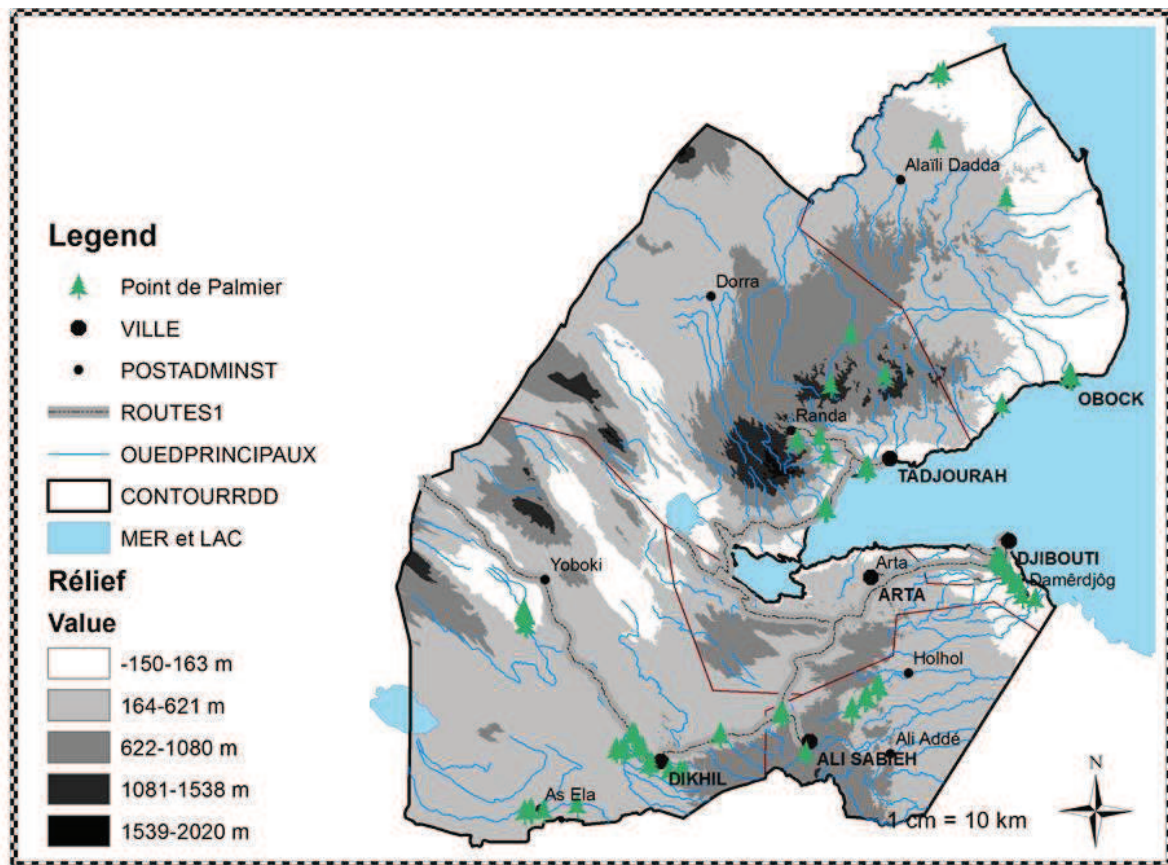 Legend
Point de Palmier
VILLE
POSTADMINST
ROUTES1
OUEDPRINCIPAUX
CONTOURRDD
MER et LAC
Rélief
Value
-150-163 m
164-621 m
622-1080 m
1081-1538 m
1539-2020 m
Alaïli Dadda
Dorra
OBOCK
Randa
TADJOURAH
DJIBOUTI
Yoboki
Arta
Damêrdjôg
ARTA
Holhol
Ali Addé
ALI SABIEH
DIKHIL
As Ela
N
1 cm = 10 km